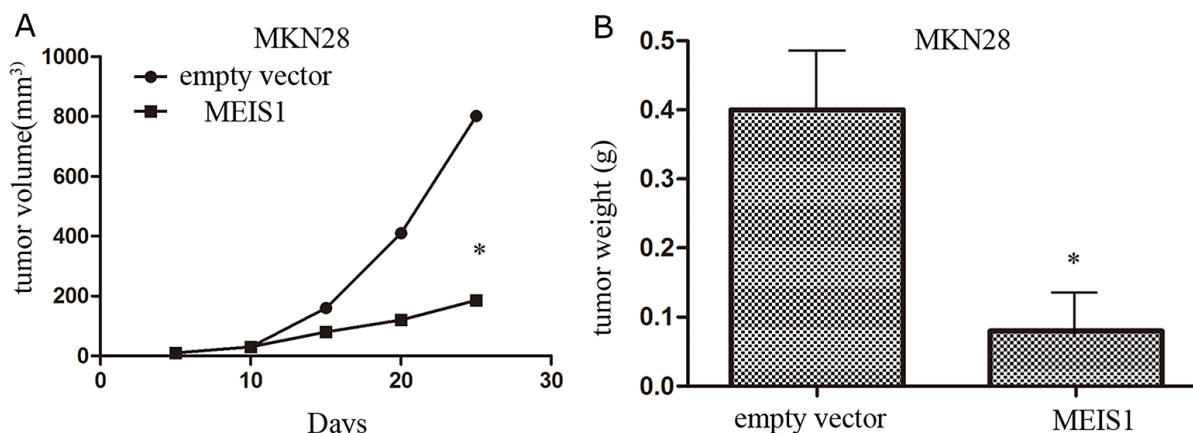 A
MKN28
empty vector
MEIS1
tumor volume(mm³⁾
1000
800
600
400
200
0
0
10
20
30
*
Days
B
MKN28
tumor weight (g)
0.5
0.4
0.3
0.2
0.1
0.0
*
empty vector
MEIS1